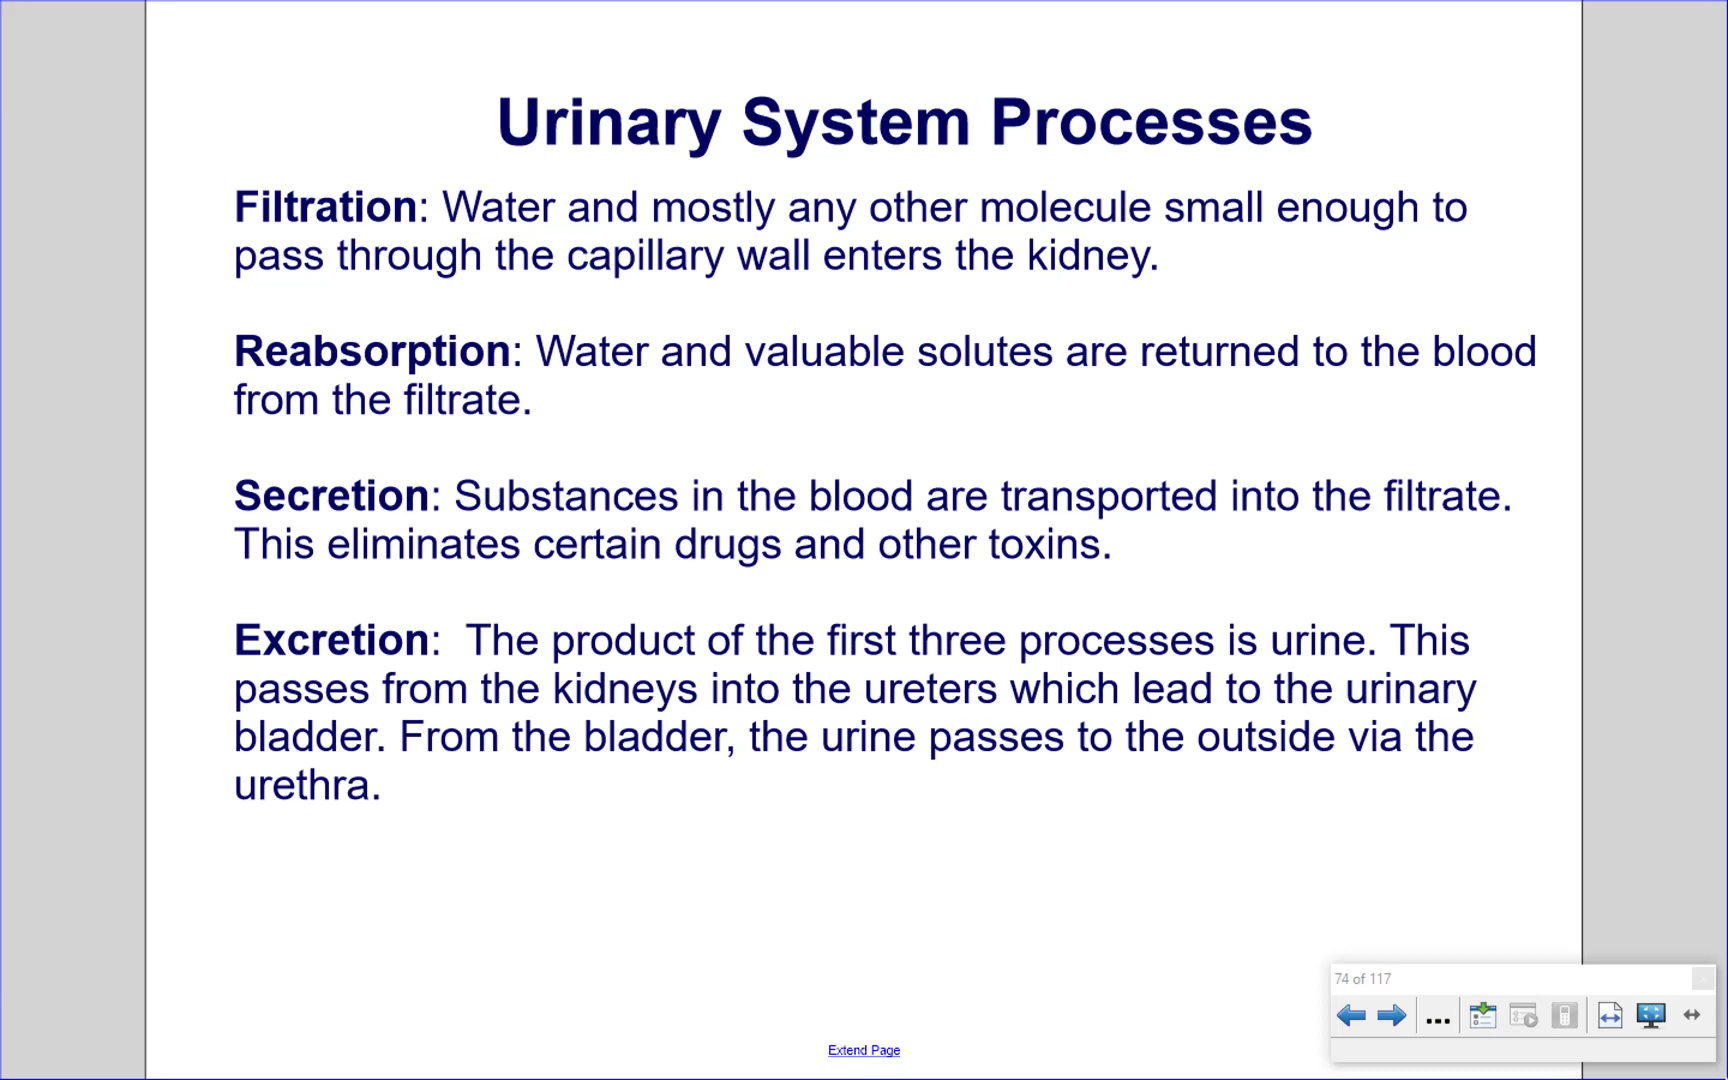 Urinary System Processes
Filtration: Water and mostly any other molecule small enough to
pass through the capillary wall enters the kidney.
Reabsorption: Water and valuable solutes are returned to the blood
from the filtrate.
Secretion: Substances in the blood are transported into the filtrate.
This eliminates certain drugs and other toxins.
Excretion:  The product of the first three processes is urine. This
passes from the kidneys into the ureters which lead to the urinary
bladder. From the bladder, the urine passes to the outside via the
urethra.
74 of 117
...
Extend Page